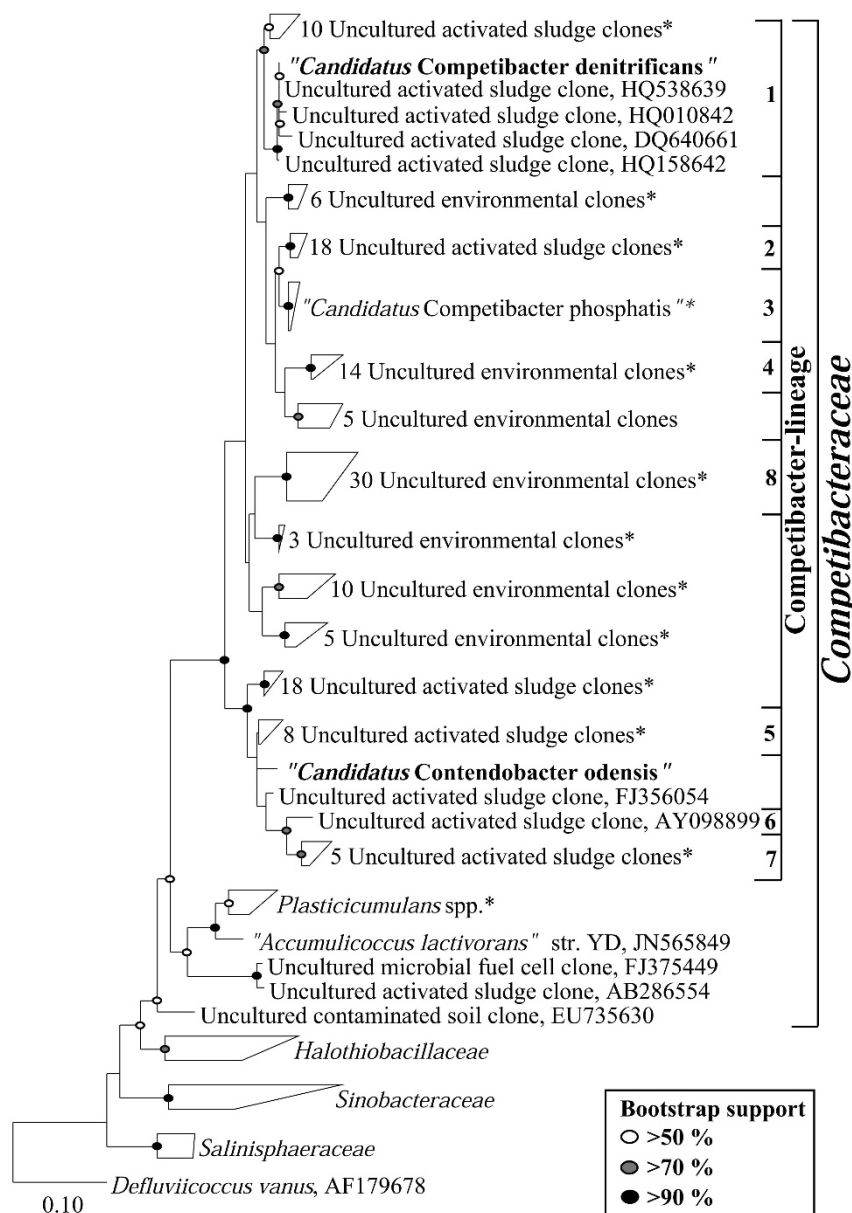 10 Uncultured activated sludge clones*
"Candidatus Competibacter denitrificans"
Uncultured activated sludge clone, HQ538639
Uncultured activated sludge clone, HQ010842
Uncultured activated sludge clone, DQ640661
Uncultured activated sludge clone, HQ158642
1
6 Uncultured environmental clones*
18 Uncultured activated sludge clones*
2
"Candidatus Competibacter phosphatis "*
3
14 Uncultured environmental clones*
4
5 Uncultured environmental clones
30 Uncultured environmental clones*
8
3 Uncultured environmental clones*
10 Uncultured environmental clones*
5 Uncultured environmental clones*
18 Uncultured activated sludge clones*
8 Uncultured activated sludge clones*
5
"Candidatus Contendobacter odensis"
Uncultured activated sludge clone, FJ356054
Uncultured activated sludge clone, AY098899
6
5 Uncultured activated sludge clones*
7
Competibacter-lineage
Competibacteraceae
Plasticicumulans spp.*
"Accumulicoccus lactivorans" str. YD, JN565849
Uncultured microbial fuel cell clone, FJ375449
Uncultured activated sludge clone, AB286554
Uncultured contaminated soil clone, EU735630
Halothiobacillaceae
Sinobacteraceae
Salinisphaeraceae
Defluviicoccus vanus, AF179678
0.10
Bootstrap support
>50 %
>70 %
>90 %